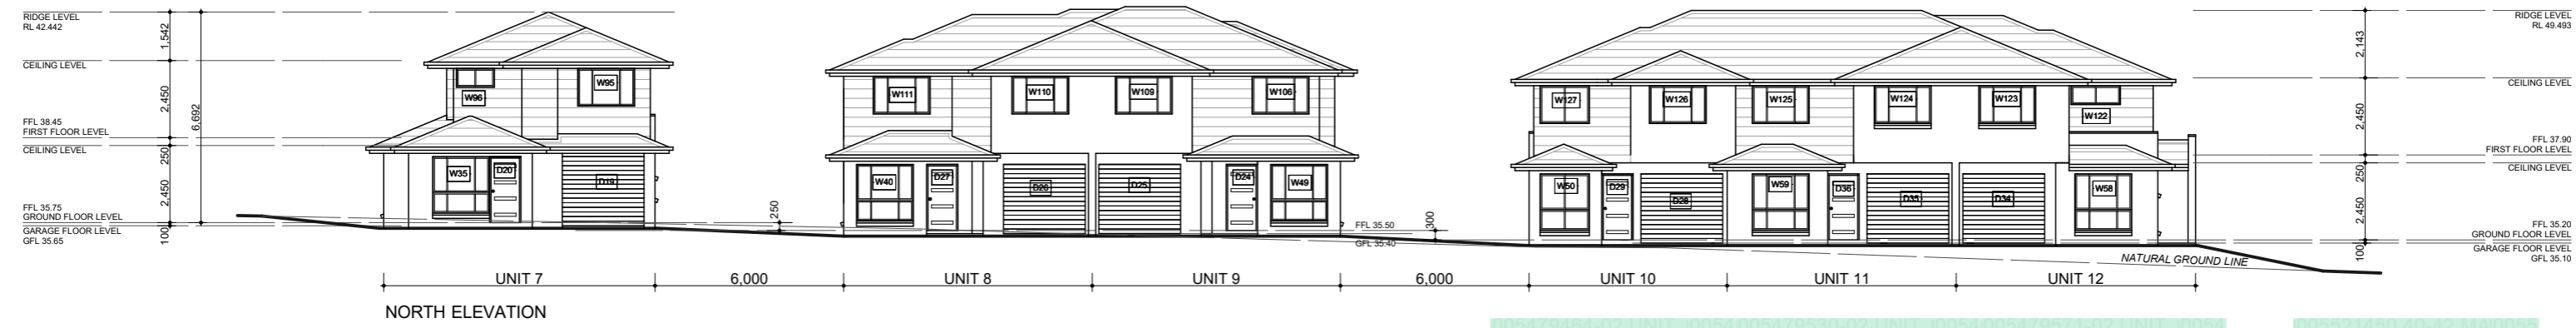 RIDGE LEVEL
RL 42.442
1,542
CEILING LEVEL
2,450
6,692
FFL 38.45
FIRST FLOOR LEVEL
CEILING LEVEL
250
2,450
FFL 35.75
GROUND FLOOR LEVEL
GARAGE FLOOR LEVEL
GFL 35.65
100
W96
W95
W35
D20
D19
250
W111
W110
W109
W106
W40
D27
D26
D25
D24
W49
FFL 35.50
GFL 35.40
300
W127
W126
W125
W124
W123
W122
W50
D29
D28
W59
D36
D35
D34
W58
RIDGE LEVEL
RL 49.493
2,143
CEILING LEVEL
2,450
FFL 37.90
FIRST FLOOR LEVEL
250
CEILING LEVEL
2,450
FFL 35.20
GROUND FLOOR LEVEL
GARAGE FLOOR LEVEL
GFL 35.10
100
NATURAL GROUND LINE
UNIT 7
6,000
UNIT 8
UNIT 9
6,000
UNIT 10
UNIT 11
UNIT 12
NORTH ELEVATION